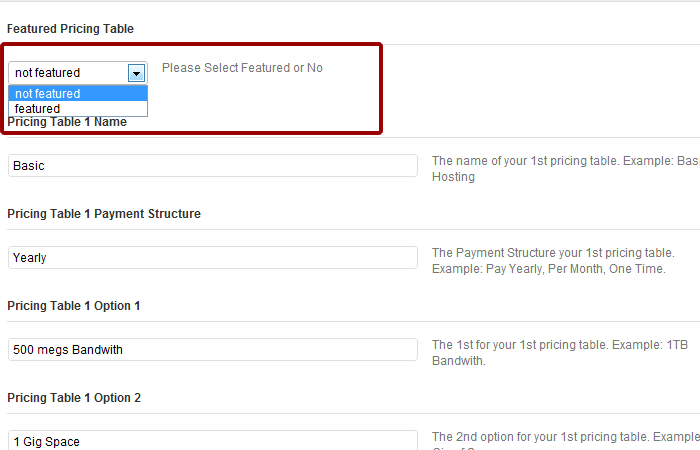 Featured Pricing Table
not featured
Please Select Featured or No
not featured
featured
Pricing Table 1 Name
Basic
The name of your 1st pricing table. Example: Bas
Hosting
Pricing Table 1 Payment Structure
Yearly
The Payment Structure your 1st pricing table.
Example: Pay Yearly, Per Month, One Time.
Pricing Table 1 Option 1
500 megs Bandwith
The 1st for your 1st pricing table. Example: 1TB
Bandwith.
Pricing Table 1 Option 2
1 Gig Space
The 2nd option for your 1st pricing table. Example